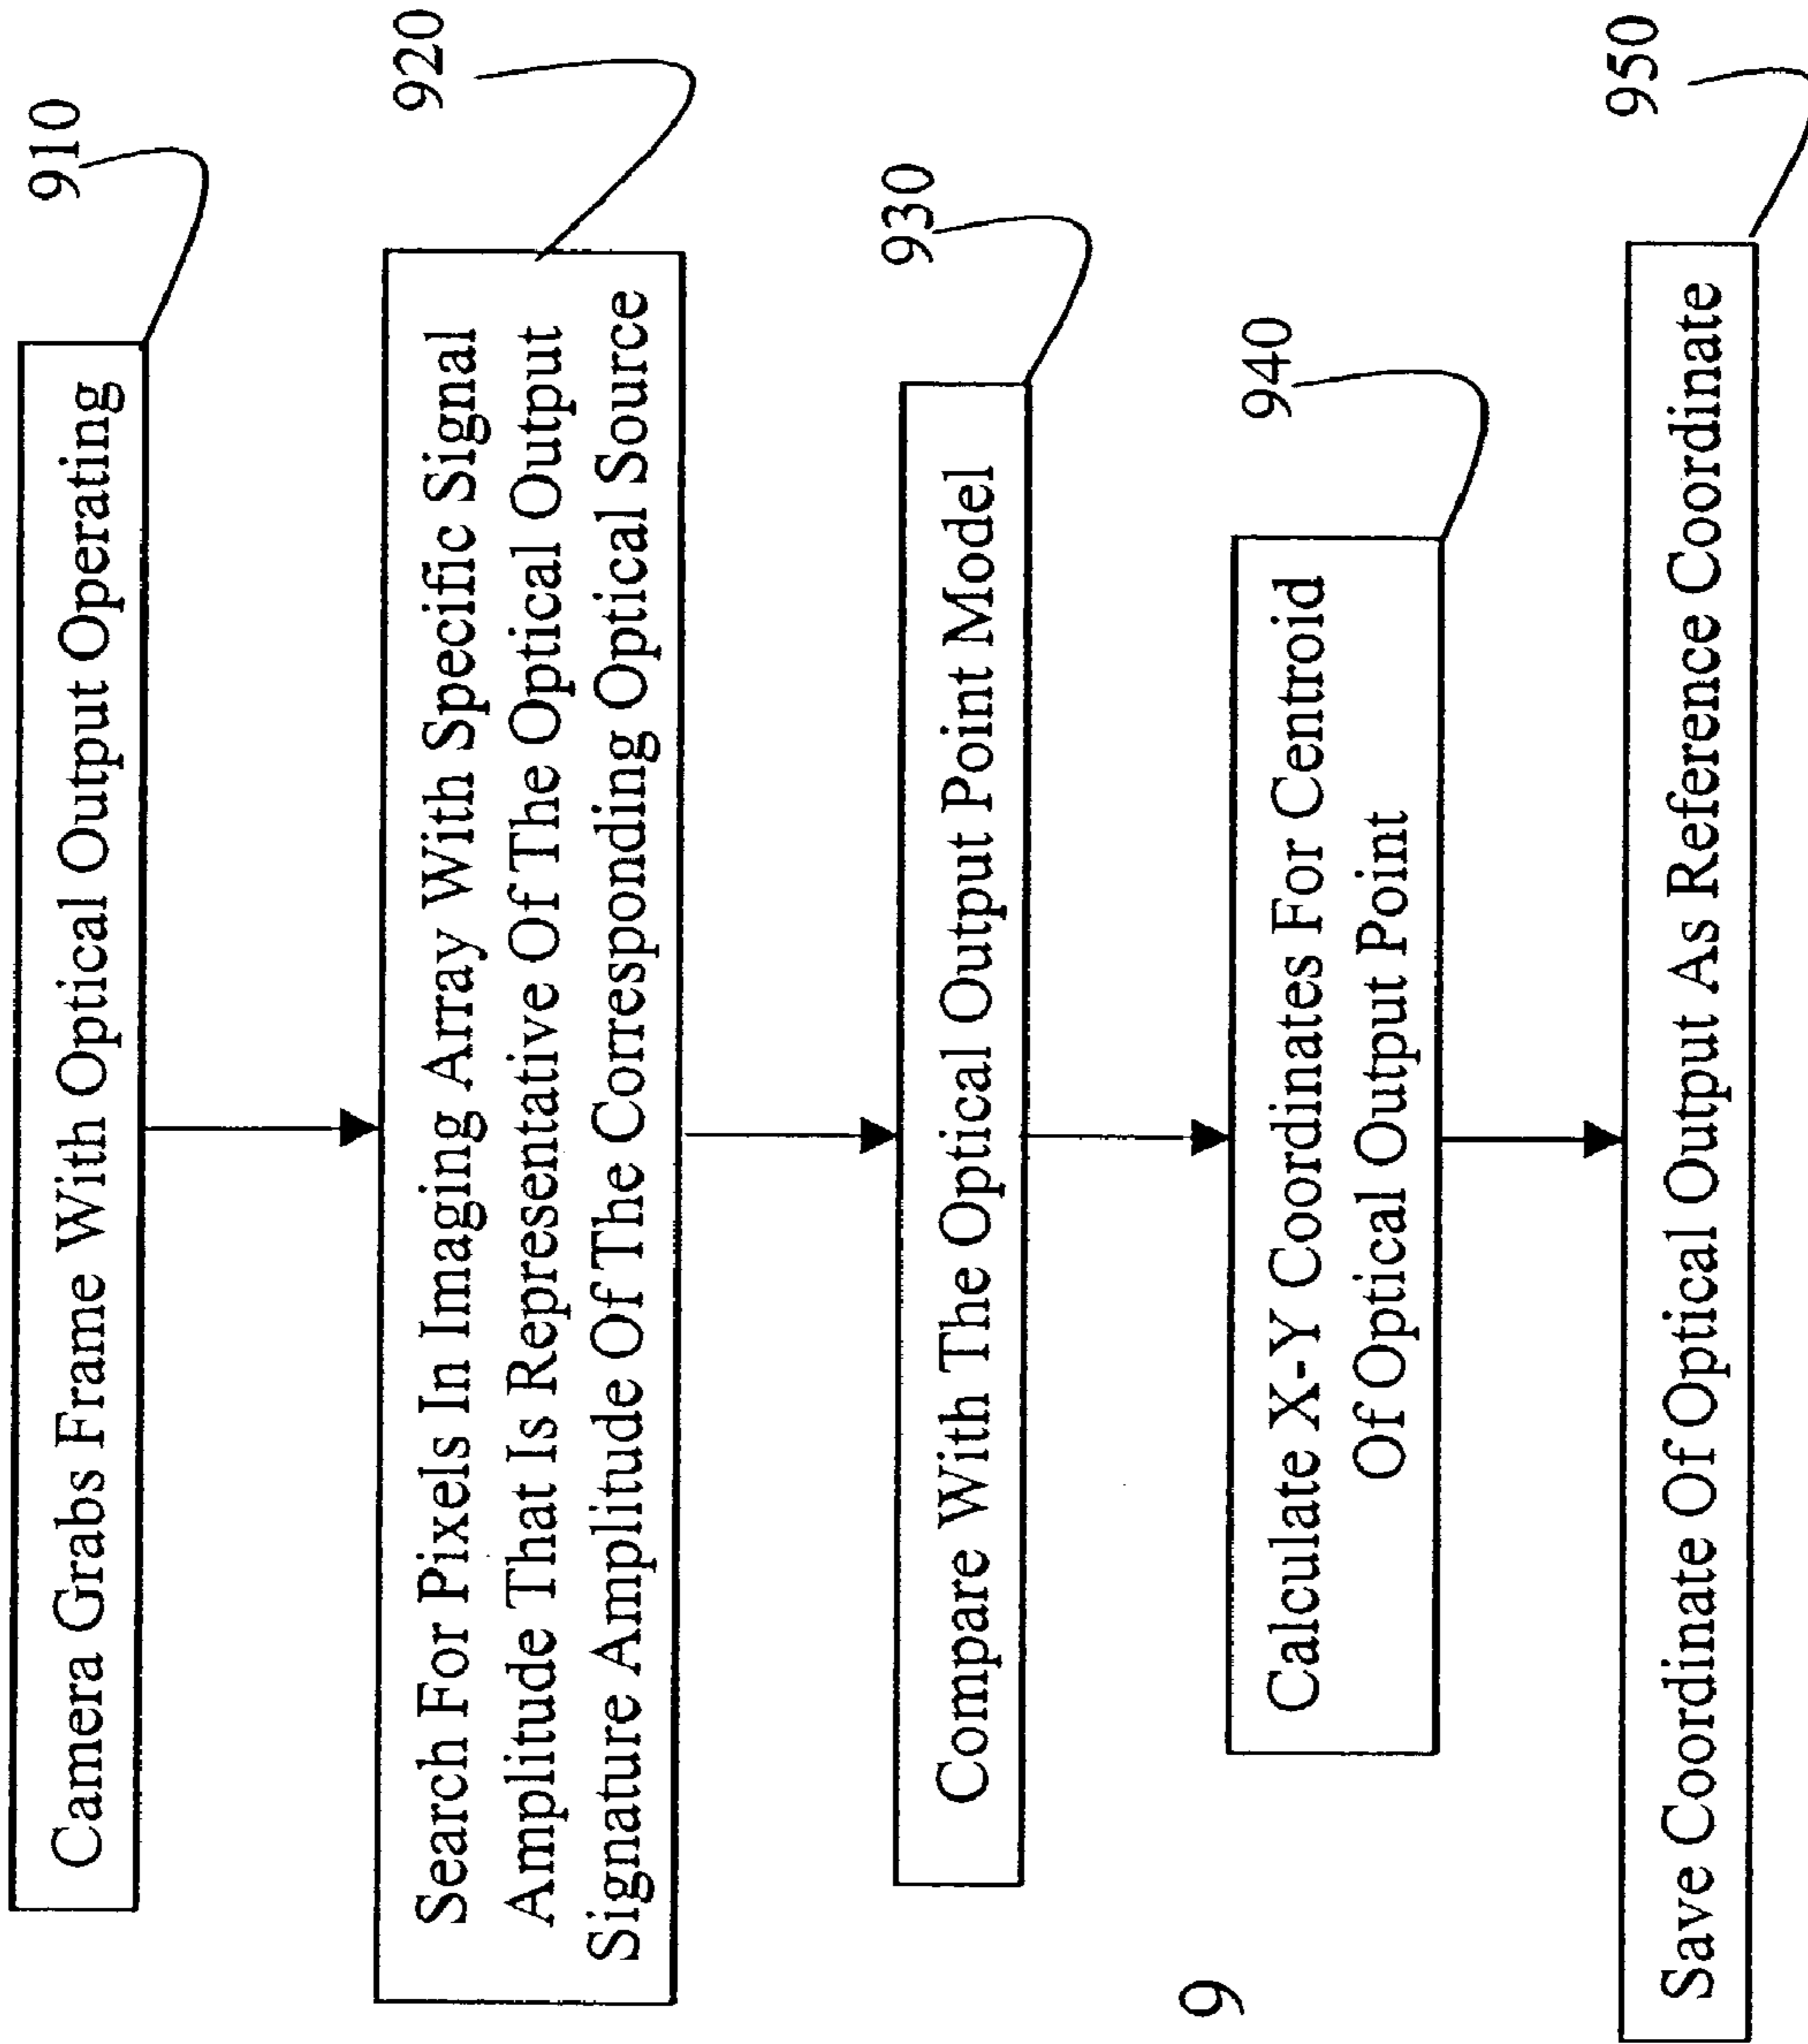 910
Camera Grabs Frame With Optical Output Operating
920
Search For Pixels In Imaging Array With Specific Signal
Amplitude That Is Representative Of The Optical Output
Signature Amplitude Of The Corresponding Optical Source
930
Compare With The Optical Output Point Model
940
Calculate X-Y Coordinates For Centroid
Of Optical Output Point
9
950
Save Coordinate Of Optical Output As Reference Coordinate